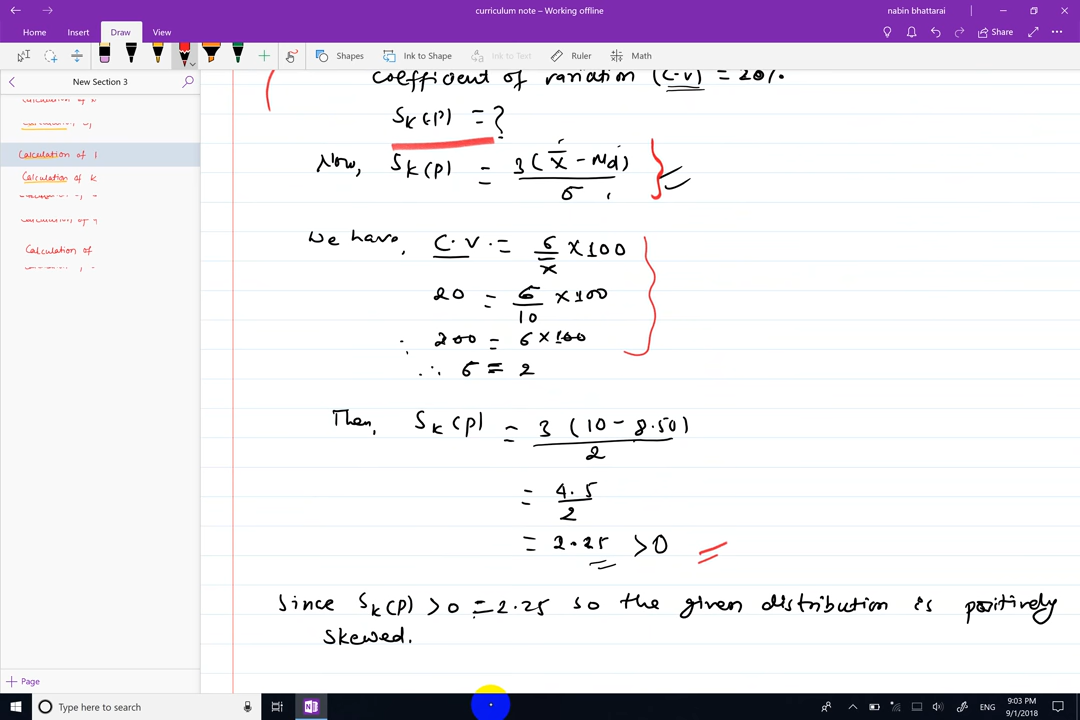 curriculum note – Working offline
nabin bhattarai
Home Insert Draw View
Share
Shapes Ink to Shape Ink to Text Ruler Math
New Section 3
Calculation of
Calculation of k
Calculation of
Calculation of
+ Page
Coefficient of variation (C.V) = 20%.
Sk(p) = ?
Now, Sk(p) = 3(x̄ - Md) / σ
We have, C.V. = σ/x̄ × 100
20 = σ/10 × 100
∴ 200 = σ × 100
∴ σ = 2
Then, Sk(p) = 3 (10 - 8.50) / 2
= 4.5 / 2
= 2.25 > 0
Since Sk(p) > 0 = 2.25 so the given distribution is positively
skewed.
Type here to search
ENG
9:03 PM
9/1/2018